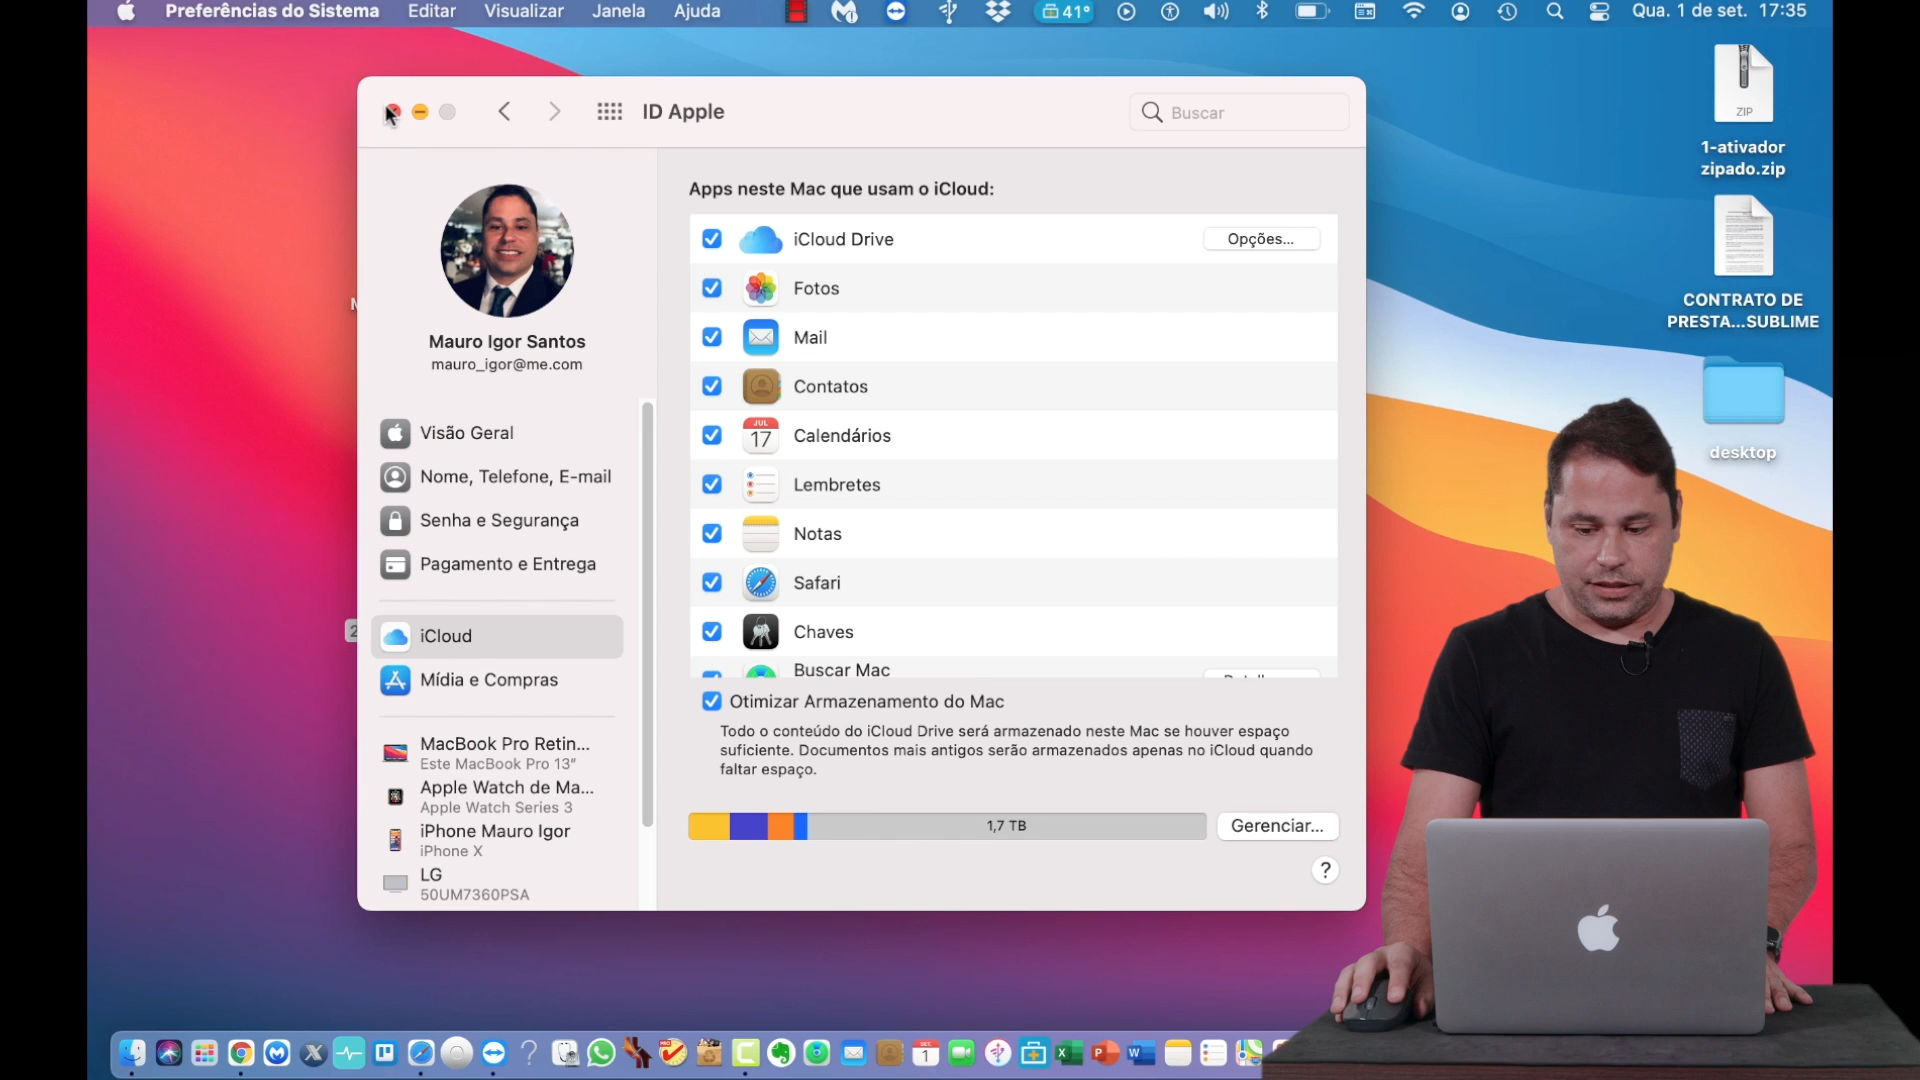 Preferências do Sistema Editar Visualizar Janela Ajuda 41° Qua. 1 de set. 17:35
ID Apple
Buscar
ZIP
1-ativador
zipado.zip
Mauro Igor Santos
mauro_igor@me.com
Visão Geral
Nome, Telefone, E-mail
Senha e Segurança
Pagamento e Entrega
iCloud
Mídia e Compras
MacBook Pro Retin...
Este MacBook Pro 13"
Apple Watch de Ma...
Apple Watch Series 3
iPhone Mauro Igor
iPhone X
LG
50UM7360PSA
Apps neste Mac que usam o iCloud:
iCloud Drive
Opções...
Fotos
Mail
Contatos
JUL
17
Calendários
Lembretes
Notas
Safari
Chaves
Buscar Mac
Otimizar Armazenamento do Mac
Todo o conteúdo do iCloud Drive será armazenado neste Mac se houver espaço
suficiente. Documentos mais antigos serão armazenados apenas no iCloud quando
faltar espaço.
1,7 TB
Gerenciar...
?
CONTRATO DE
PRESTA...SUBLIME
desktop